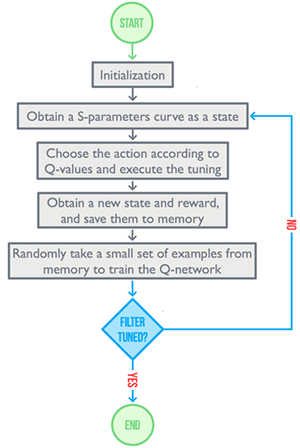 START
Initialization
Obtain a S-parameters curve as a state
Choose the action according to
Q-values and execute the tuning
Obtain a new state and reward,
and save them to memory
Randomly take a small set of examples from
memory to train the Q-network
FILTER
TUNED?
NO
YES
END